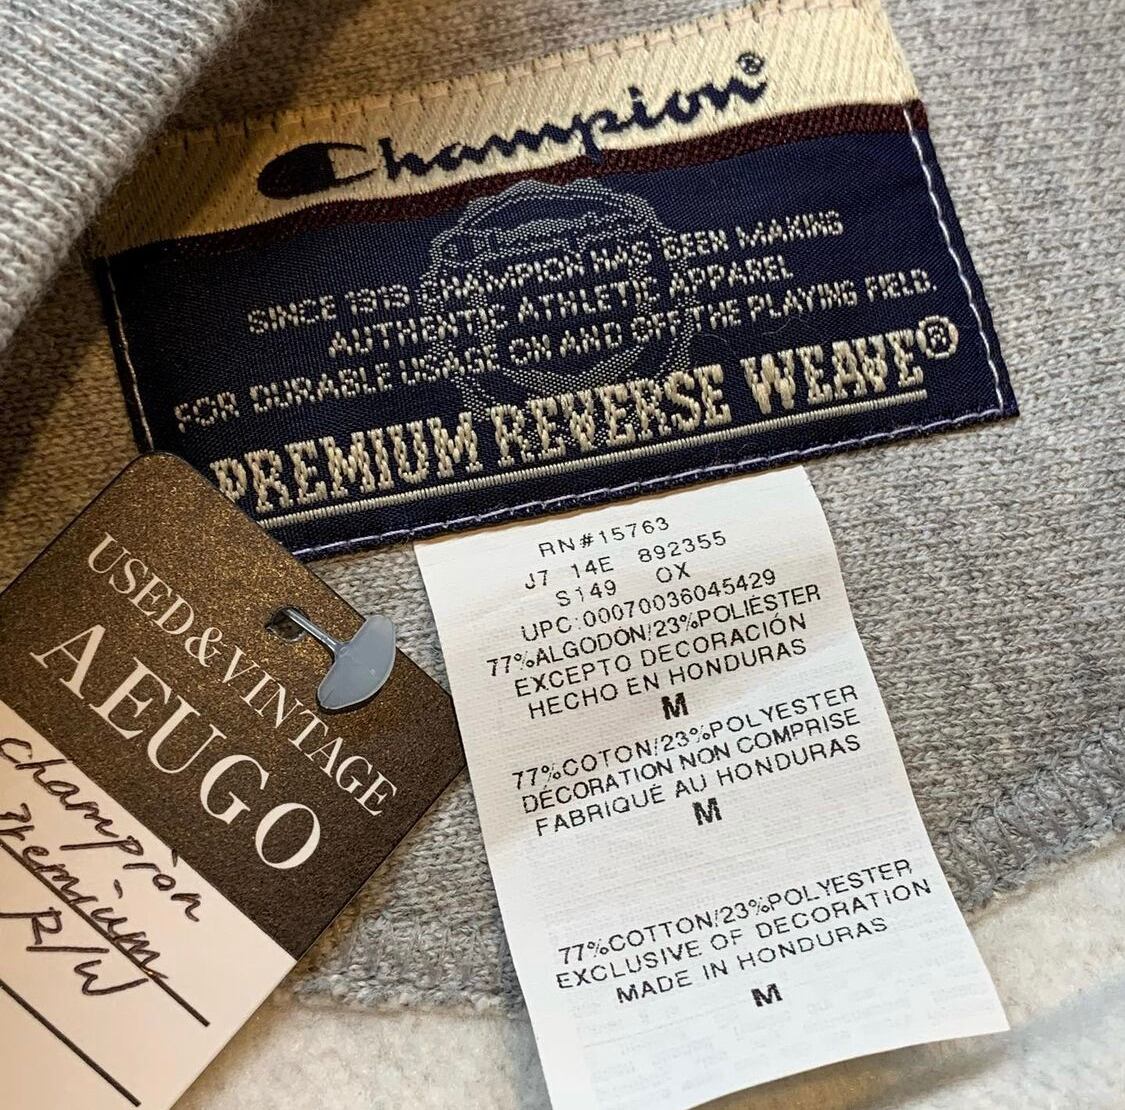 Champion®
SINCE 1919 CHAMPION HAS BEEN MAKING
AUTHENTIC ATHLETIC APPAREL
FOR DURABLE USAGE ON AND OFF THE PLAYING FIELD.
PREMIUM REVERSE WEAVE®
RN#15763
J7 14E 892355
S149 OX
UPC:00070036045429
77%ALGODON/23%POLIÉSTER
EXCEPTO DECORACIÓN
HECHO EN HONDURAS
M
77%COTON/23%POLYESTER
DÉCORATION NON COMPRISE
FABRIQUÉ AU HONDURAS
M
77%COTTON/23%POLYESTER
EXCLUSIVE OF DECORATION
MADE IN HONDURAS
M
USED&VINTAGE
AEUGO
champion
Premium
R/W